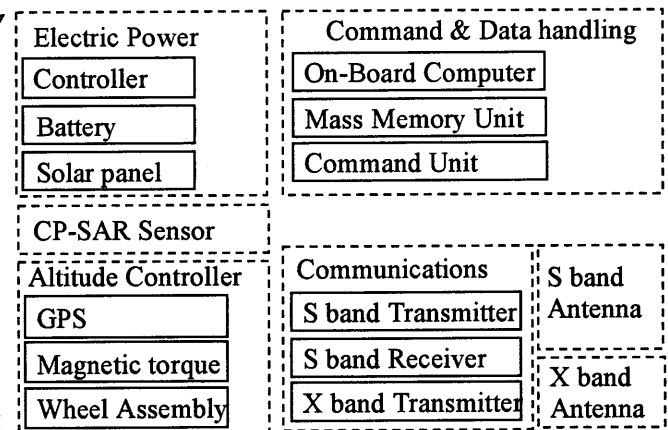 Electric Power
Controller
Battery
Solar panel
Command & Data handling
On-Board Computer
Mass Memory Unit
Command Unit
CP-SAR Sensor
Altitude Controller
GPS
Magnetic torque
Wheel Assembly
Communications
S band Transmitter
S band Receiver
X band Transmitter
S band
Antenna
X band
Antenna